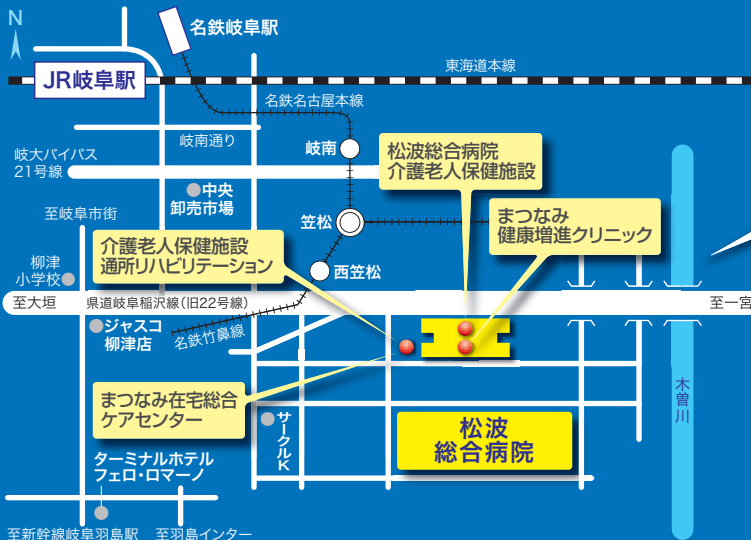 N
名鉄岐阜駅
JR岐阜駅
東海道本線
名鉄名古屋本線
岐南通り
岐南
岐大バイパス
21号線
松波総合病院
介護老人保健施設
中央
卸売市場
至岐阜市街
笠松
まつなみ
健康増進クリニック
介護老人保健施設
通所リハビリテーション
柳津
小学校
西笠松
至大垣
県道岐阜稲沢線(旧22号線)
至一宮
ジャスコ
柳津店
名鉄竹鼻線
まつなみ在宅総合
ケアセンター
木曽川
サークルK
松波
総合病院
ターミナルホテル
フェロ・ロマーノ
至新幹線岐阜羽島駅
至羽島インター